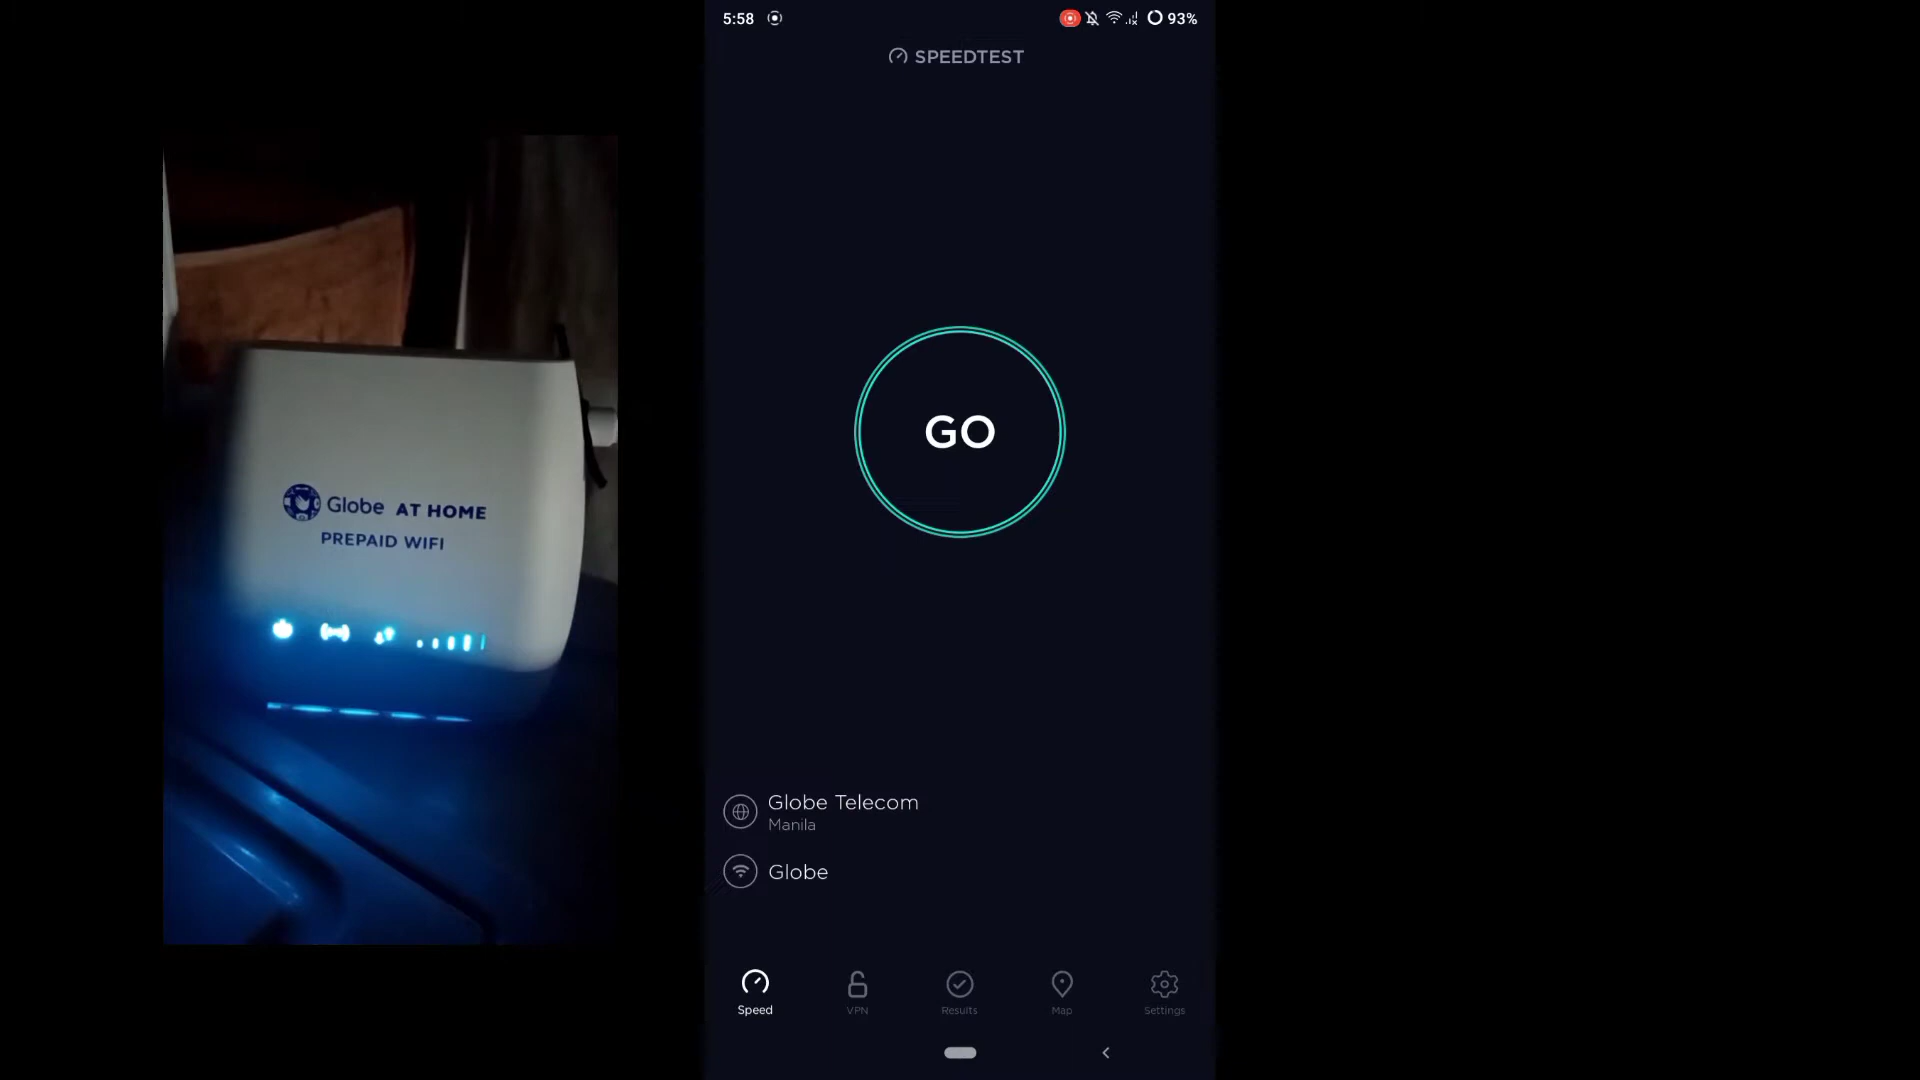 Globe AT HOME
PREPAID WIFI
5:58
93%
SPEEDTEST
GO
Globe Telecom
Manila
Globe
Speed
VPN
Results
Map
Settings